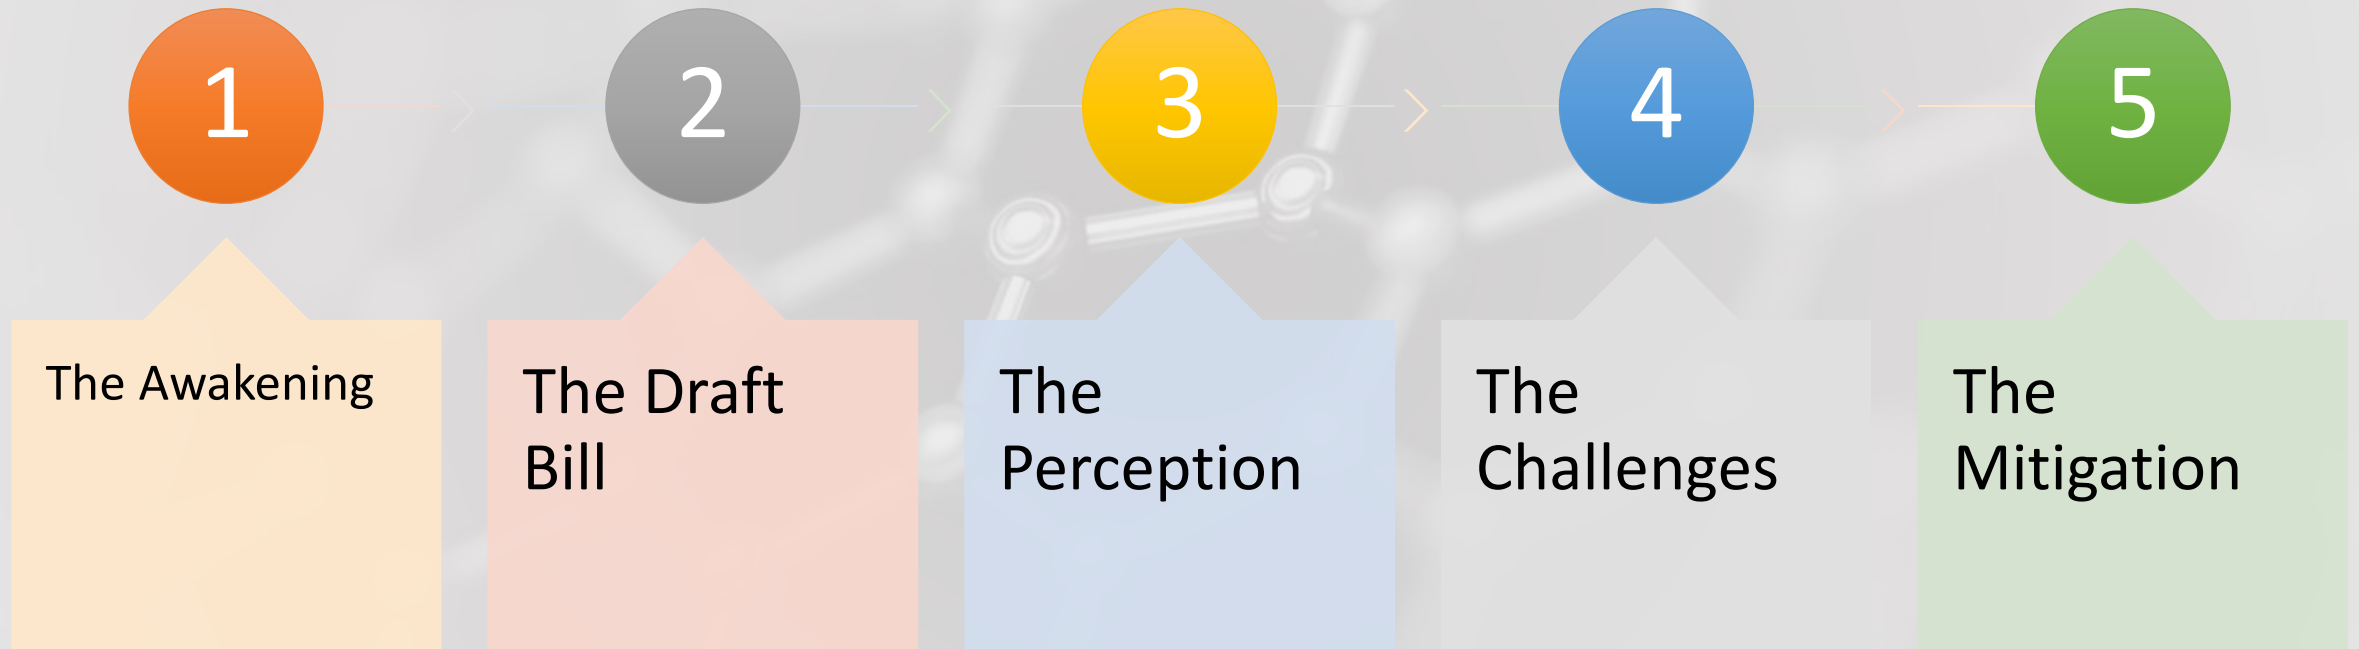 1
2
3
4
5
The Awakening
The Draft
Bill
The
Perception
The
Challenges
The
Mitigation